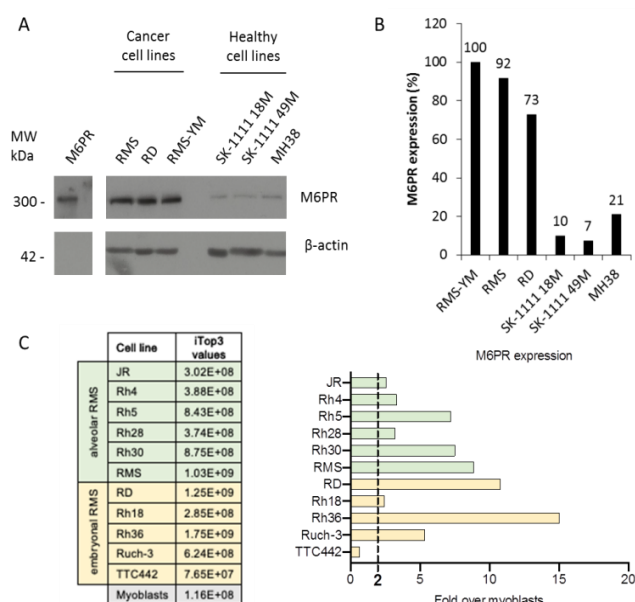 A
Cancer
cell lines
Healthy
cell lines
MW
kDa
M6PR
RMS
RD
RMS-YM
SK-1111 18M
SK-1111 49M
MH38
300 -
M6PR
42 -
β-actin
B
M6PR expression (%)
120
100
80
60
40
20
0
100
92
73
10
7
21
RMS-YM
RMS
RD
SK-1111 18M
SK-1111 49M
MH38
C
Cell line iTop3 values
alveolar RMS
JR 3.02E+08
Rh4 3.88E+08
Rh5 8.43E+08
Rh28 3.74E+08
Rh30 8.75E+08
RMS 1.03E+09
embryonal RMS
RD 1.25E+09
Rh18 2.85E+08
Rh36 1.75E+09
Ruch-3 6.24E+08
TTC442 7.65E+07
Myoblasts 1.16E+08
M6PR expression
JR
Rh4
Rh5
Rh28
Rh30
RMS
RD
Rh18
Rh36
Ruch-3
TTC442
0 2 5 10 15 20
Fold over myoblasts